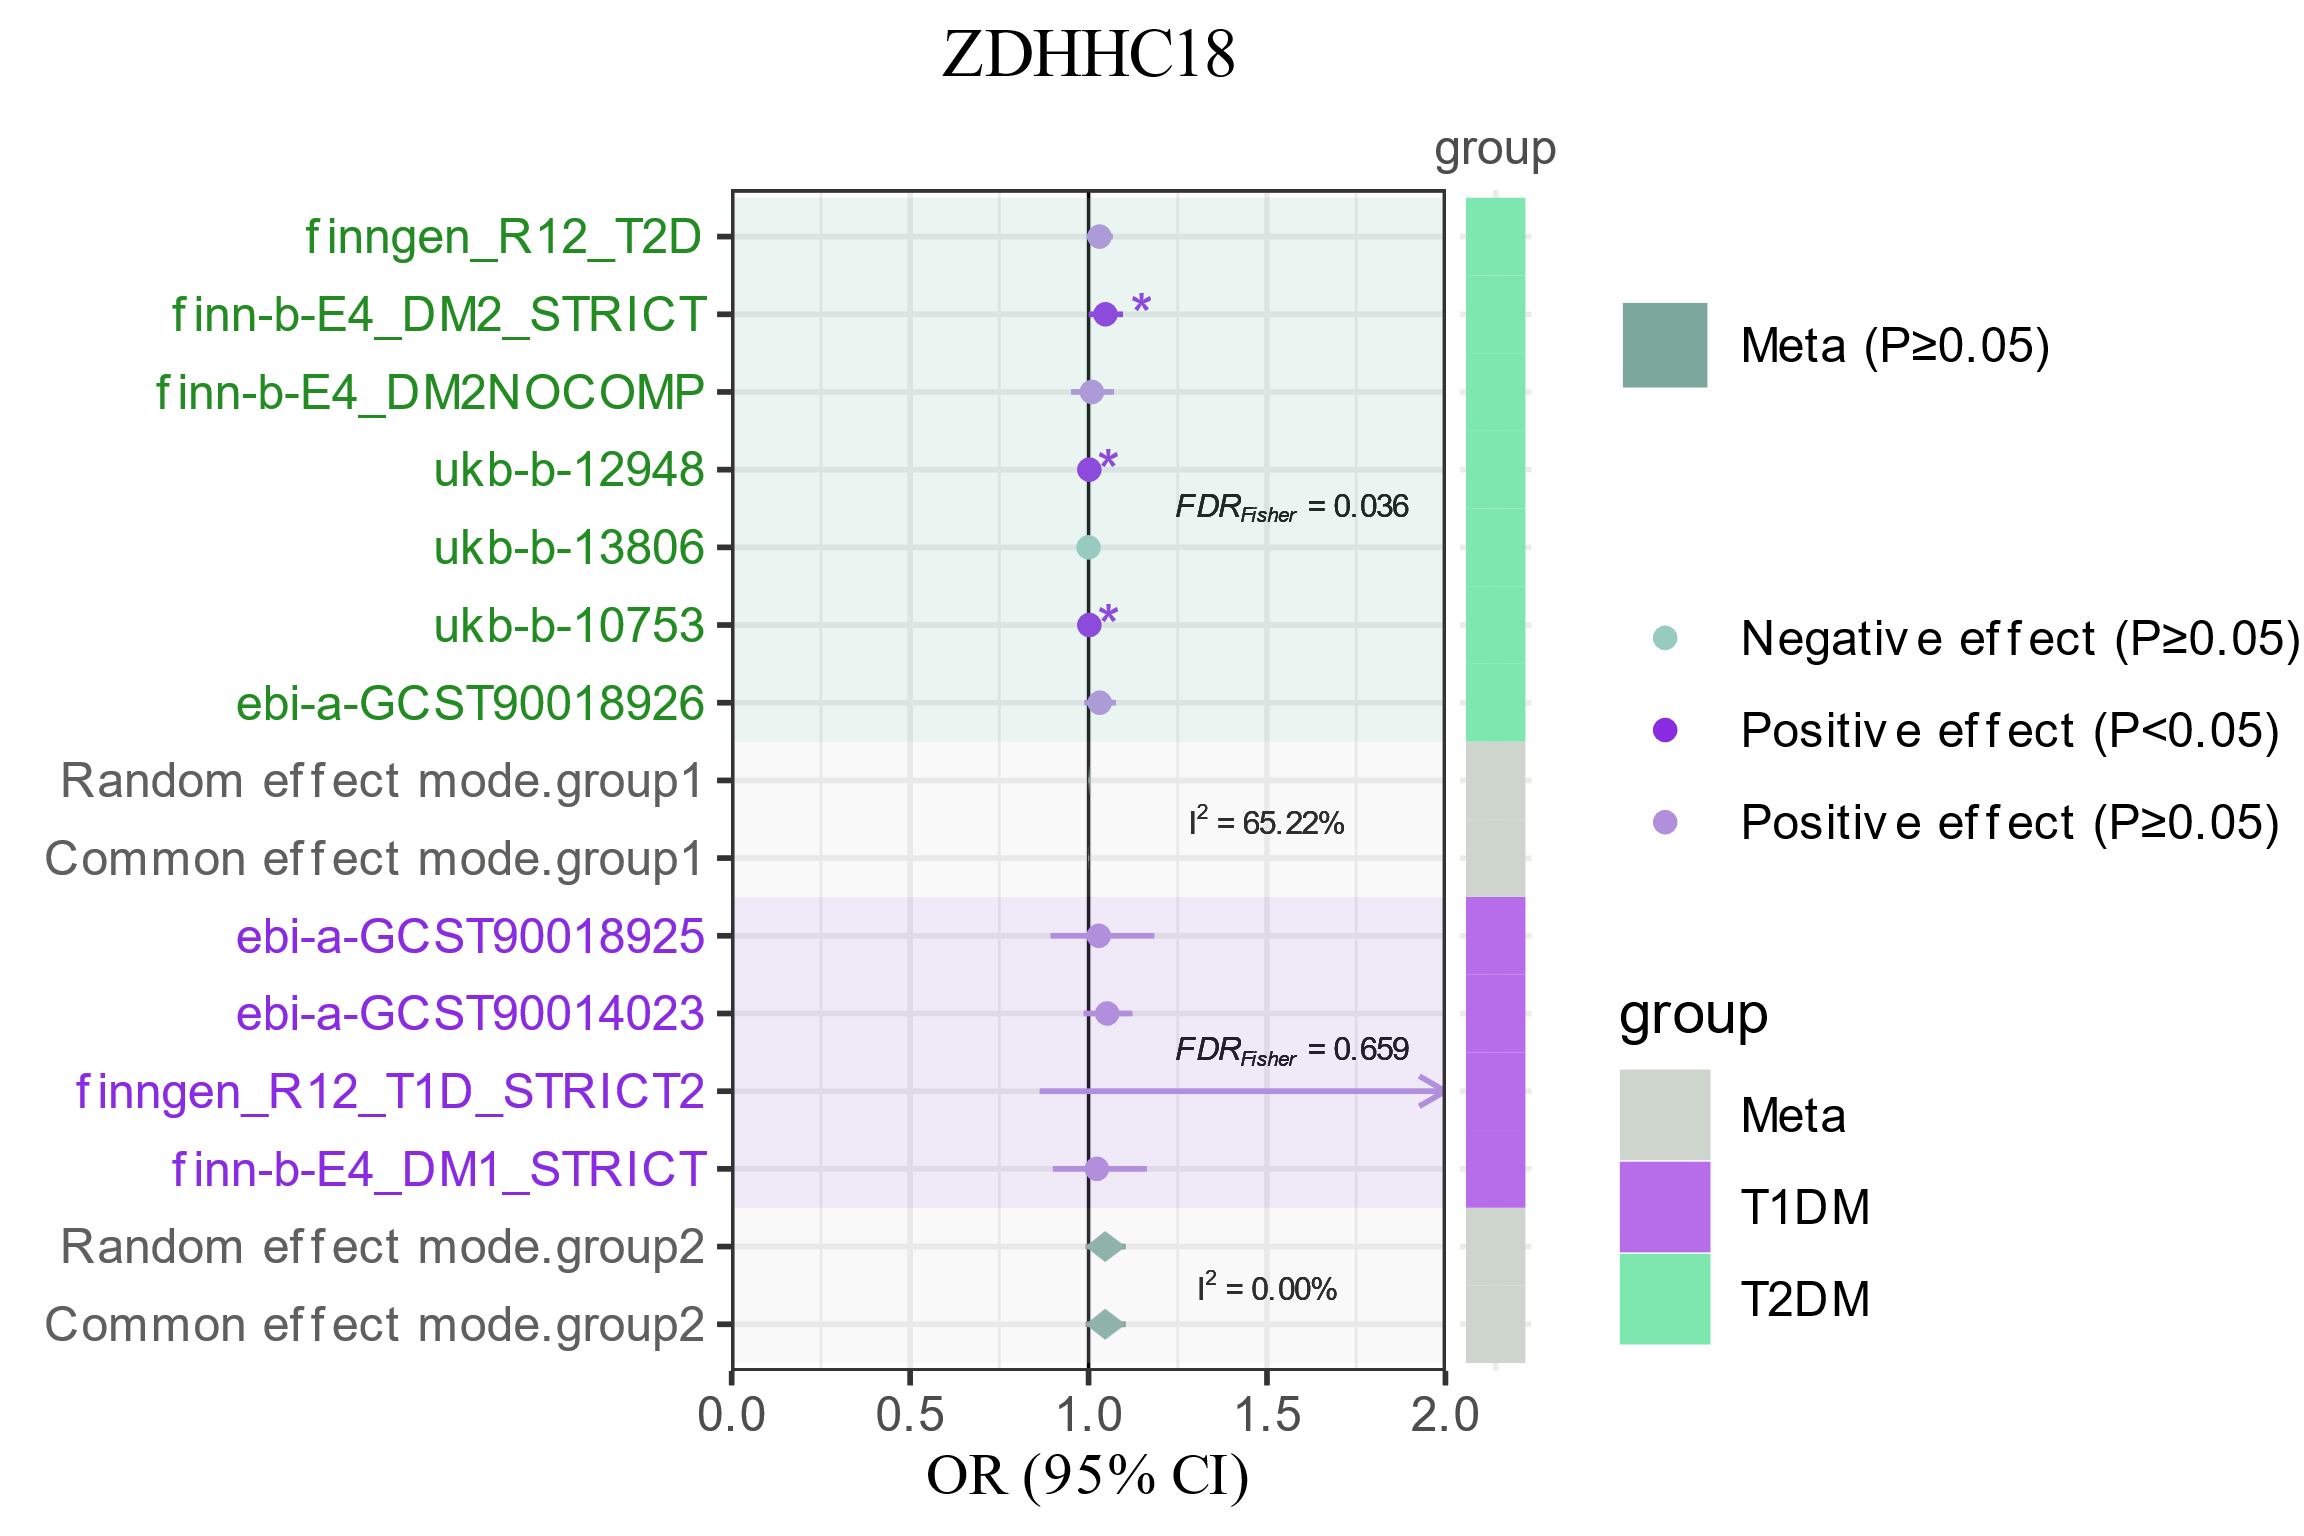 ZDHHC18
group
finngen_R12_T2D
finn-b-E4_DM2_STRICT
*
finn-b-E4_DM2NOCOMP
ukb-b-12948
*
FDRFisher = 0.036
ukb-b-13806
ukb-b-10753
*
ebi-a-GCST90018926
Random effect mode.group1
I² = 65.22%
Common effect mode.group1
ebi-a-GCST90018925
ebi-a-GCST90014023
FDRFisher = 0.659
finngen_R12_T1D_STRICT2
finn-b-E4_DM1_STRICT
Random effect mode.group2
I² = 0.00%
Common effect mode.group2
0.0 0.5 1.0 1.5 2.0
OR (95% CI)
Meta (P≥0.05)
Negative effect (P≥0.05)
Positive effect (P<0.05)
Positive effect (P≥0.05)
group
Meta
T1DM
T2DM